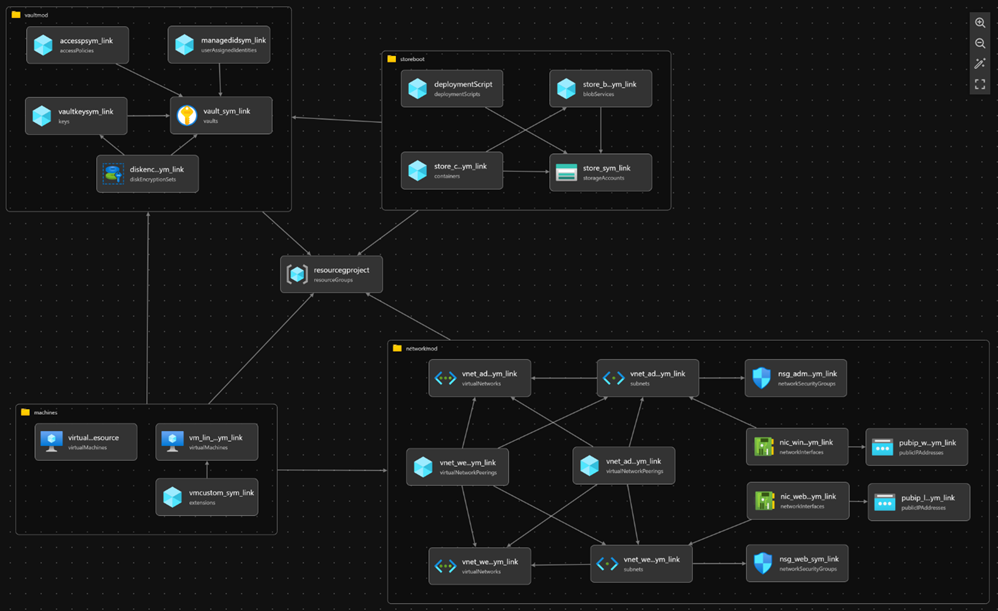 vaultmod
accesspsym_link
accessPolicies
managedidsym_link
userAssignedIdentities
vaultkeysym_link
keys
vault_sym_link
vaults
diskenc...ym_link
diskEncryptionSets
storeboot
deploymentScript
deploymentScripts
store_b...ym_link
blobServices
store_c...ym_link
containers
store_sym_link
storageAccounts
resourcegproject
resourceGroups
machines
virtual...esource
virtualMachines
vm_lin_...ym_link
virtualMachines
vmcustom_sym_link
extensions
networkmod
vnet_ad...ym_link
virtualNetworks
vnet_ad...ym_link
subnets
nsg_adm...ym_link
networkSecurityGroups
vnet_we...ym_link
virtualNetworkPeerings
vnet_ad...ym_link
virtualNetworkPeerings
nic_win...ym_link
networkInterfaces
pubip_w...ym_link
publicIPAddresses
nic_web...ym_link
networkInterfaces
pubip_l...ym_link
publicIPAddresses
vnet_we...ym_link
virtualNetworks
vnet_we...ym_link
subnets
nsg_web_sym_link
networkSecurityGroups